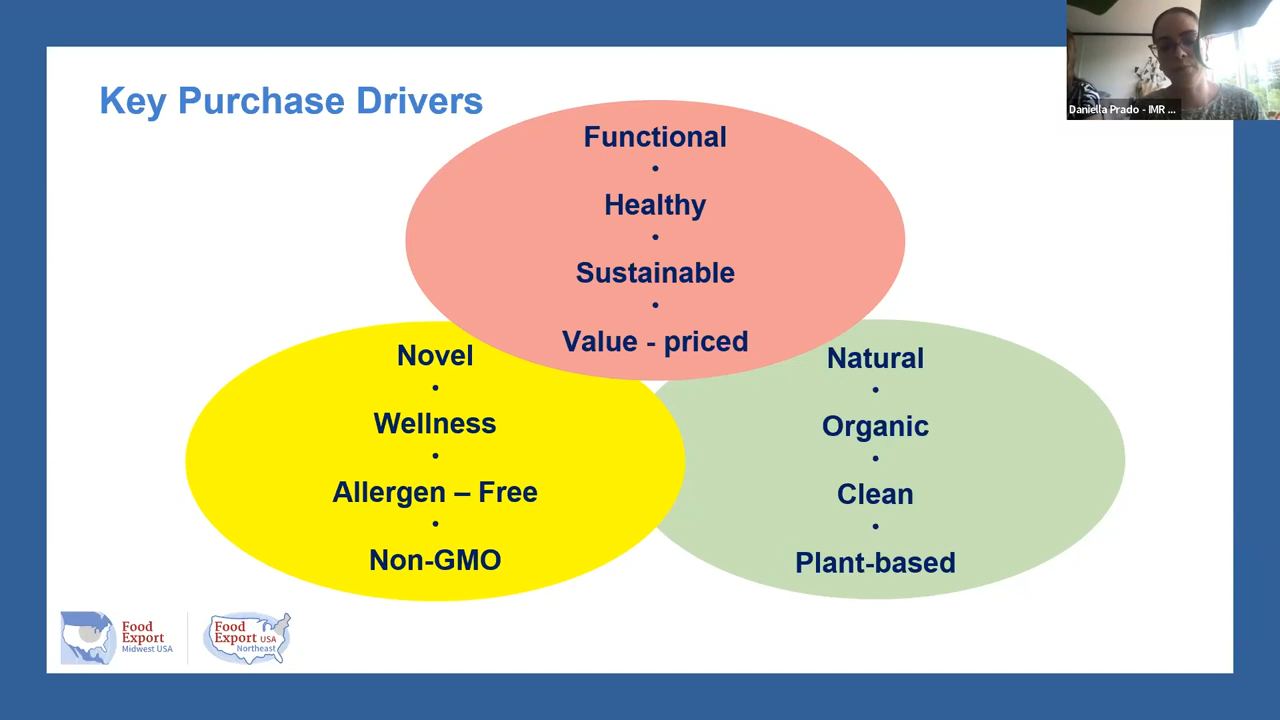 Key Purchase Drivers
Functional
•
Healthy
•
Sustainable
•
Value - priced
Novel
•
Wellness
•
Allergen – Free
•
Non-GMO
Natural
•
Organic
•
Clean
•
Plant-based
Food
Export
Midwest USA
Food
Export USA
Northeast
Daniella Prado - IMR ...